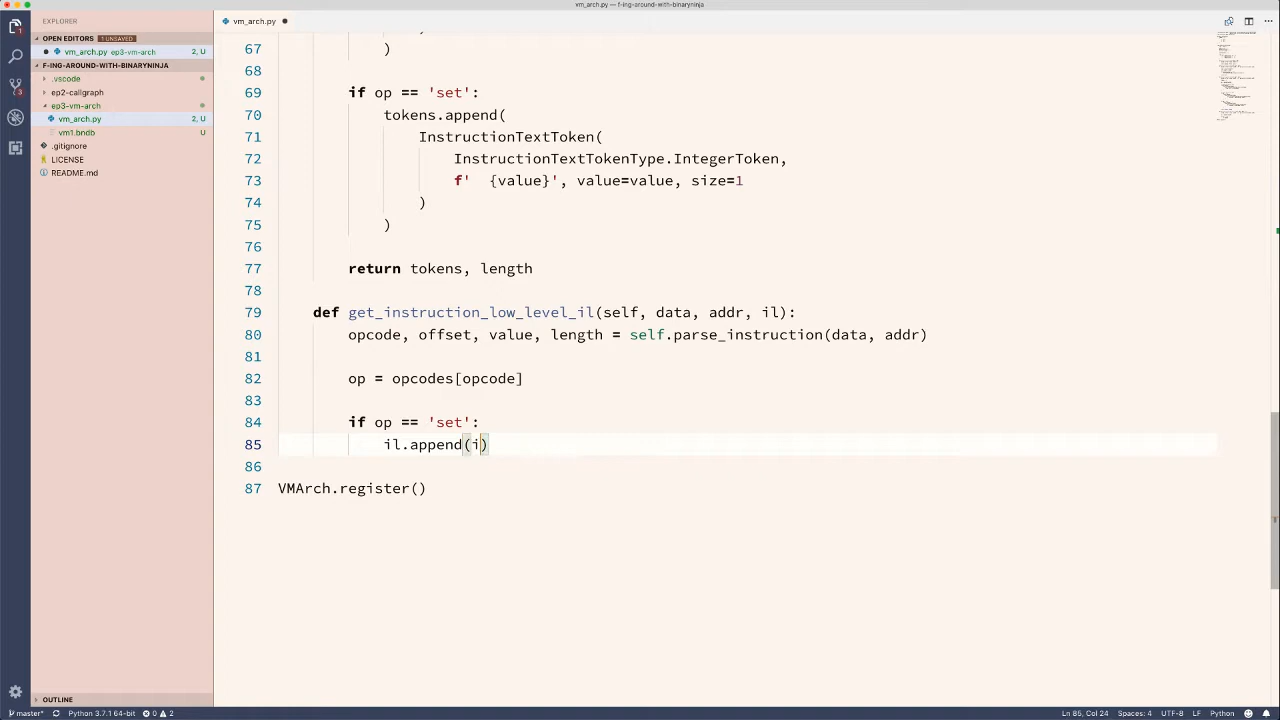 vm_arch.py — f-ing-around-with-binaryninja
EXPLORER
vm_arch.py
OPEN EDITORS 1 UNSAVED
vm_arch.py ep3-vm-arch 2, U
F-ING-AROUND-WITH-BINARYNINJA
.vscode
ep2-callgraph
ep3-vm-arch
vm_arch.py 2, U
vm1.bndb U
.gitignore
LICENSE
README.md
67 )
68
69 if op == 'set':
70 tokens.append(
71 InstructionTextToken(
72 InstructionTextTokenType.IntegerToken,
73 f' {value}', value=value, size=1
74 )
75 )
76
77 return tokens, length
78
79 def get_instruction_low_level_il(self, data, addr, il):
80 opcode, offset, value, length = self.parse_instruction(data, addr)
81
82 op = opcodes[opcode]
83
84 if op == 'set':
85 il.append(i)
86
87 VMArch.register()
OUTLINE
master* Python 3.7.1 64-bit 0 2 Ln 85, Col 24 Spaces: 4 UTF-8 LF Python